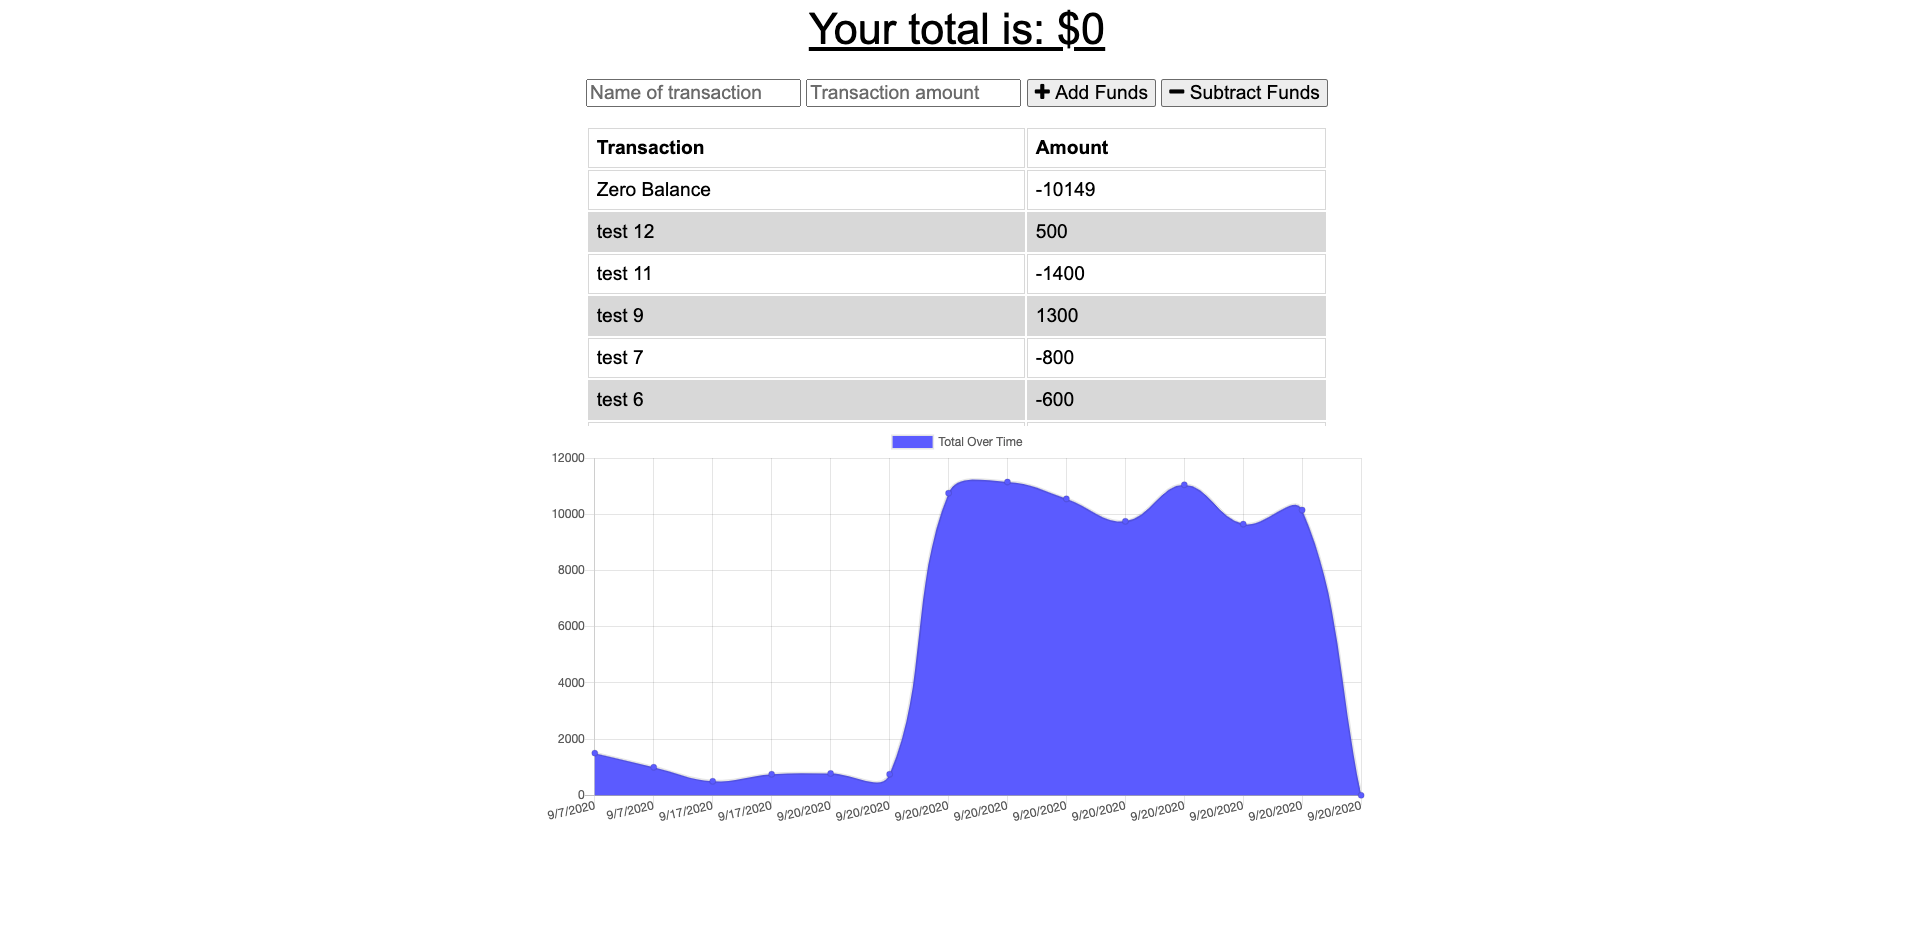 Your total is: $0
Name of transaction Transaction amount Add Funds Subtract Funds
Transaction Amount
Zero Balance -10149
test 12 500
test 11 -1400
test 9 1300
test 7 -800
test 6 -600
Total Over Time
12000
10000
8000
6000
4000
2000
0
9/7/2020 9/7/2020 9/17/2020 9/17/2020 9/20/2020 9/20/2020 9/20/2020 9/20/2020 9/20/2020 9/20/2020 9/20/2020 9/20/2020 9/20/2020 9/20/2020